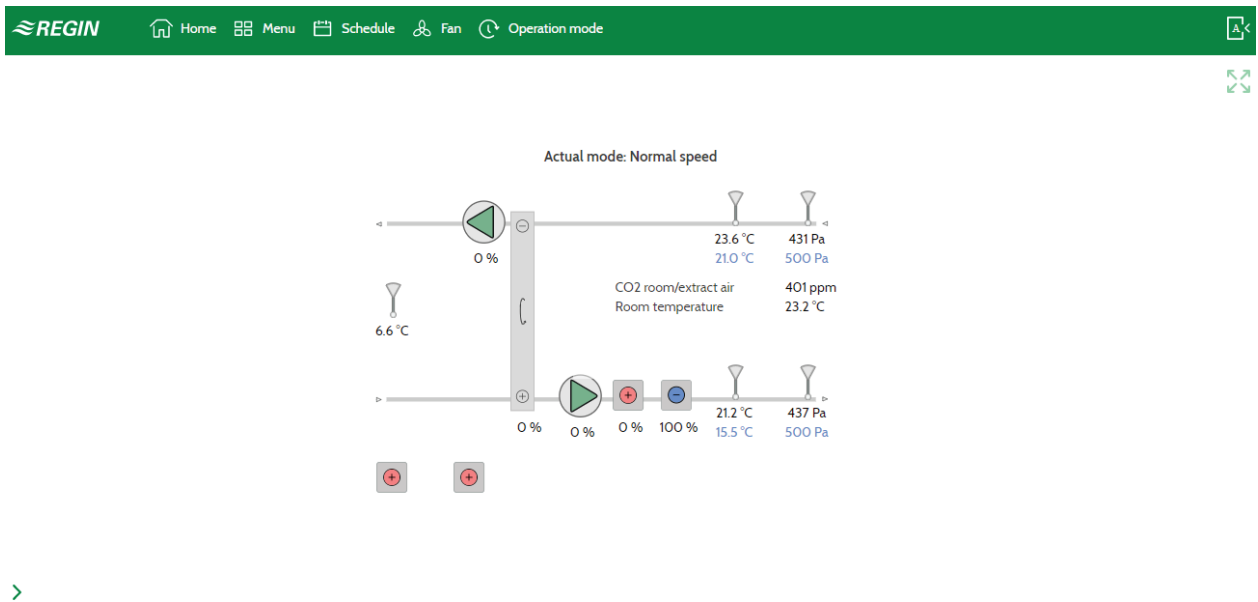 REGIN Home Menu Schedule Fan Operation mode A
Actual mode: Normal speed
23.6 °C 431 Pa
0 % 21.0 °C 500 Pa
CO2 room/extract air 401 ppm
Room temperature 23.2 °C
6.6 °C
21.2 °C 437 Pa
0 % 0 % 0 % 100 % 15.5 °C 500 Pa